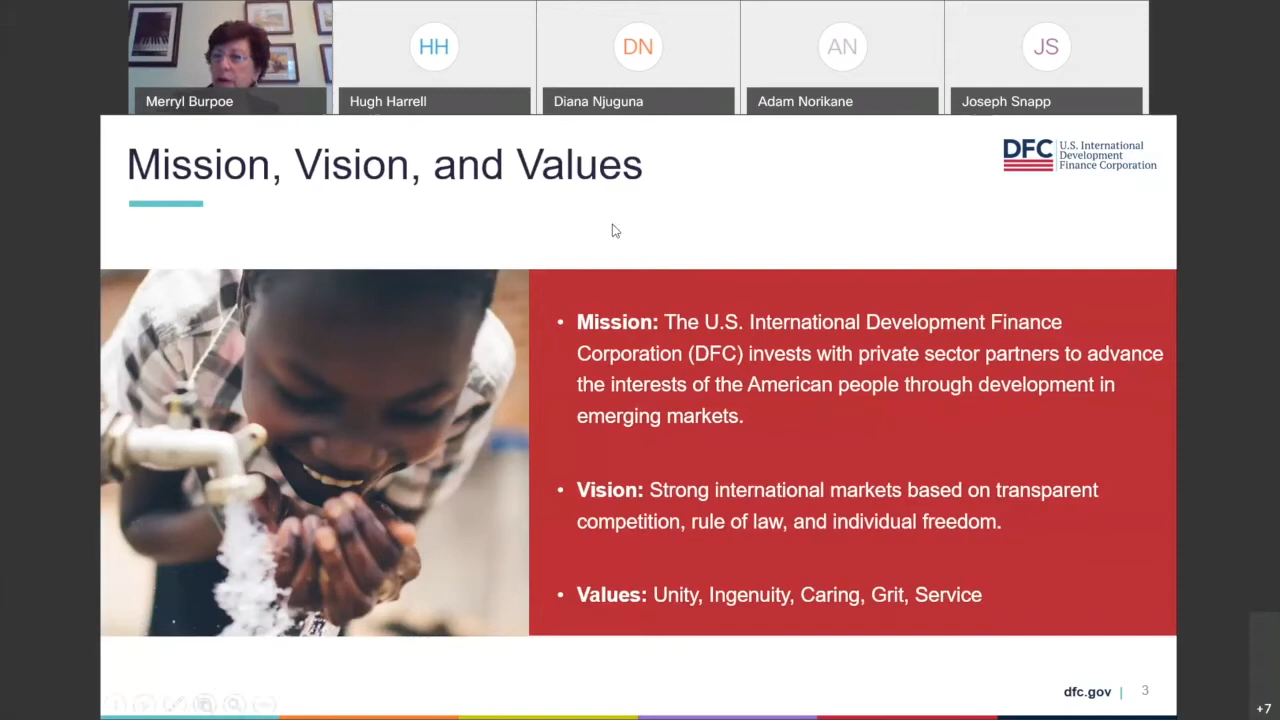 HH
DN
AN
JS
Merryl Burpoe
Hugh Harrell
Diana Njuguna
Adam Norikane
Joseph Snapp
Mission, Vision, and Values
DFC
U.S. International
Development
Finance Corporation
• Mission: The U.S. International Development Finance
Corporation (DFC) invests with private sector partners to advance
the interests of the American people through development in
emerging markets.
• Vision: Strong international markets based on transparent
competition, rule of law, and individual freedom.
• Values: Unity, Ingenuity, Caring, Grit, Service
dfc.gov | 3
+7